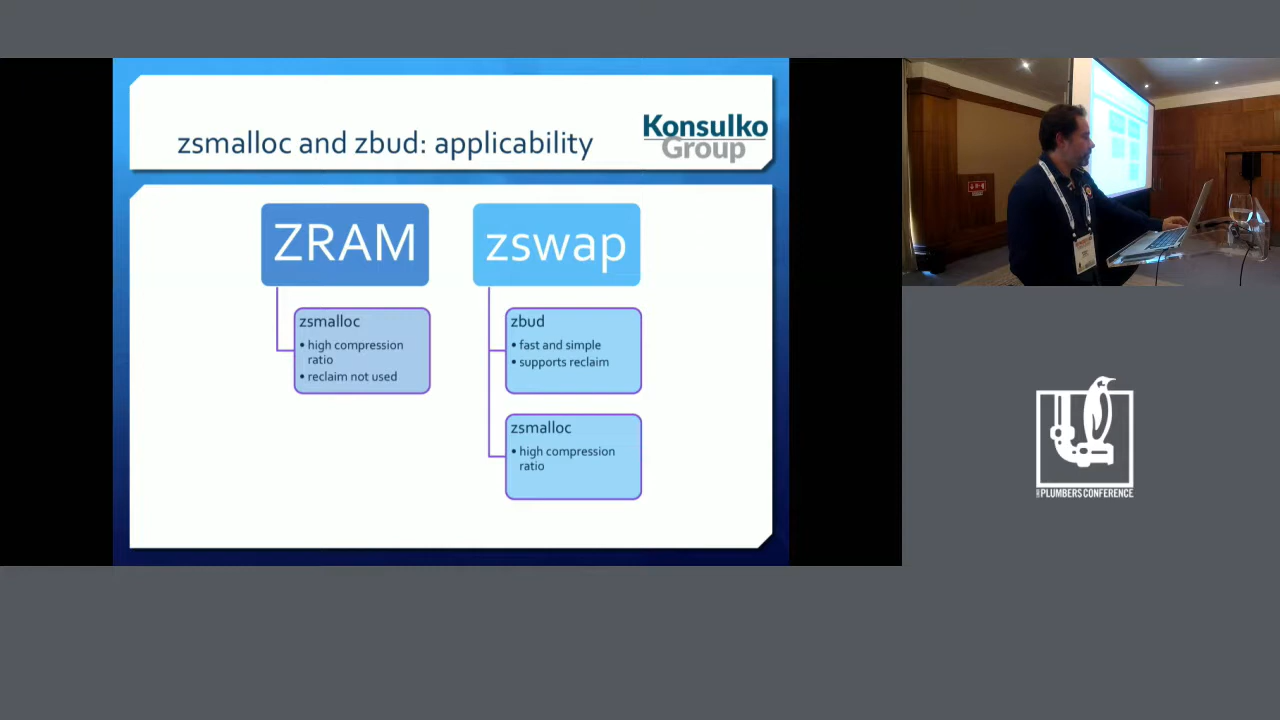 zsmalloc and zbud: applicability
Konsulko
Group
ZRAM
zsmalloc
• high compression
ratio
• reclaim not used
zswap
zbud
• fast and simple
• supports reclaim
zsmalloc
• high compression
ratio
PLUMBERS CONFERENCE